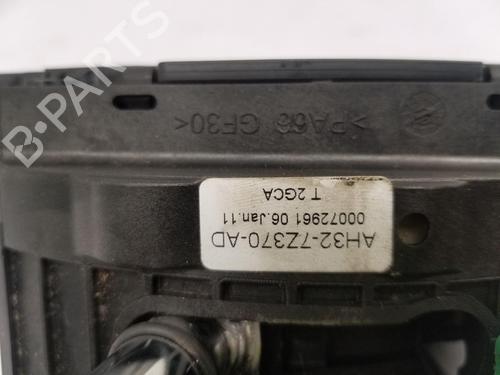 >PA66 GF30<
AH32-7Z370-AD
00072961 06.Jan.11
T 2GCA
B-PARTS